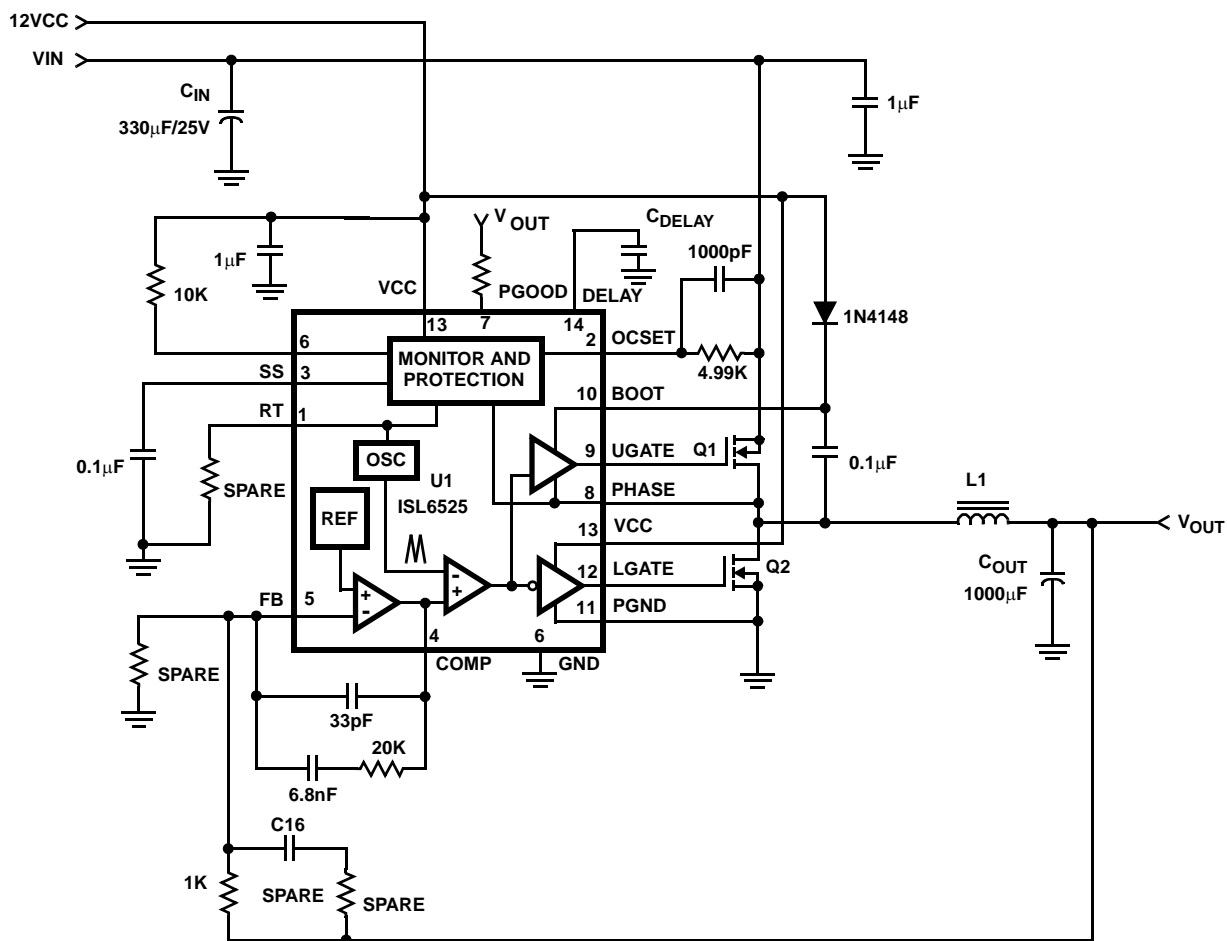 12VCC
VIN
CIN
330μF/25V
1μF
VOUT
CDELAY
1μF
1000pF
10K
VCC
PGOOD
DELAY
1N4148
13
7
14
6
2
OCSET
MONITOR AND
PROTECTION
SS
3
4.99K
10
BOOT
RT
1
0.1μF
SPARE
OSC
9
UGATE
Q1
0.1μF
U1
ISL6525
8
PHASE
L1
REF
13
VCC
VOUT
-
+
12
LGATE
Q2
COUT
1000μF
FB
5
+
-
11
PGND
4
6
COMP
GND
SPARE
33pF
20K
6.8nF
C16
1K
SPARE
SPARE